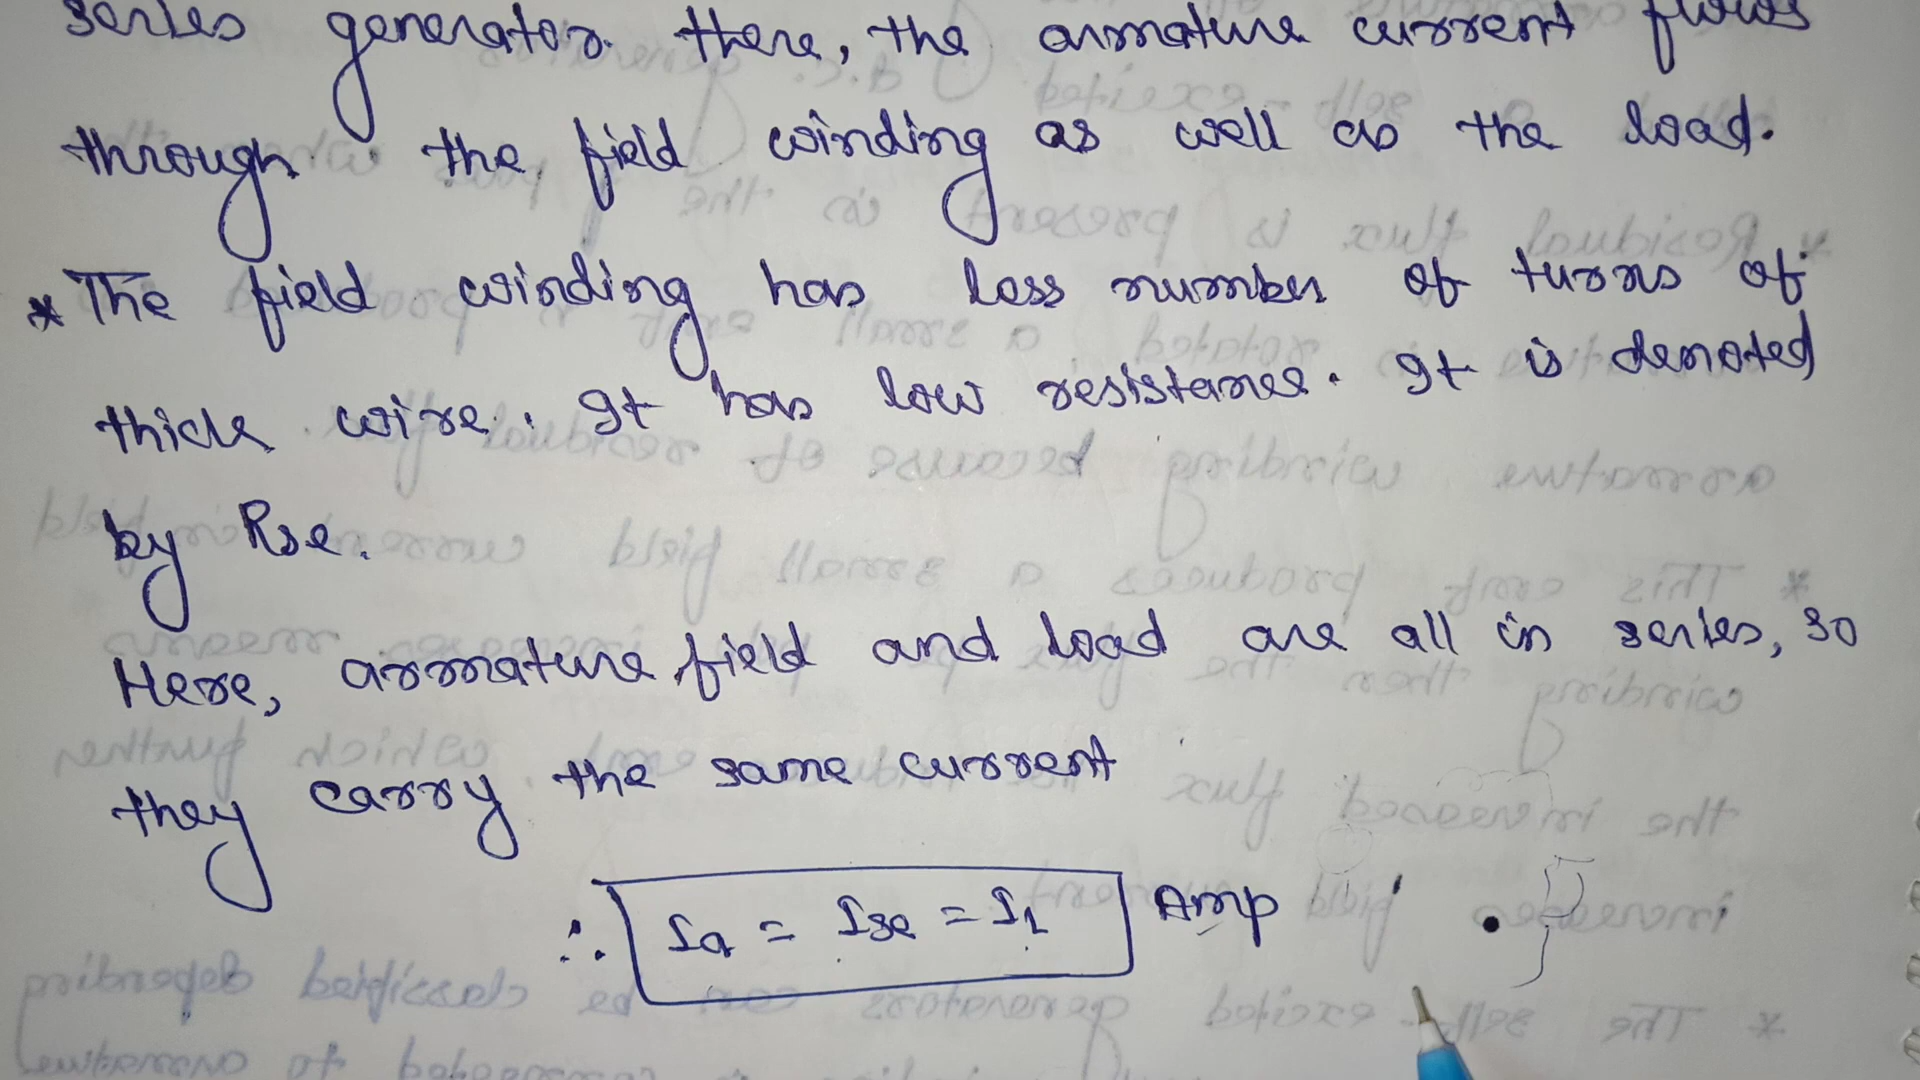 series generator. there, the armature current flows
through the field winding as well as the load.
* The field winding has less number of turns of
thick wire. It has low resistance. It is denoted
by Rse.
Here, armature field and load are all in series, so
they carry the same current
∴ Ia = Ise = IL Amp